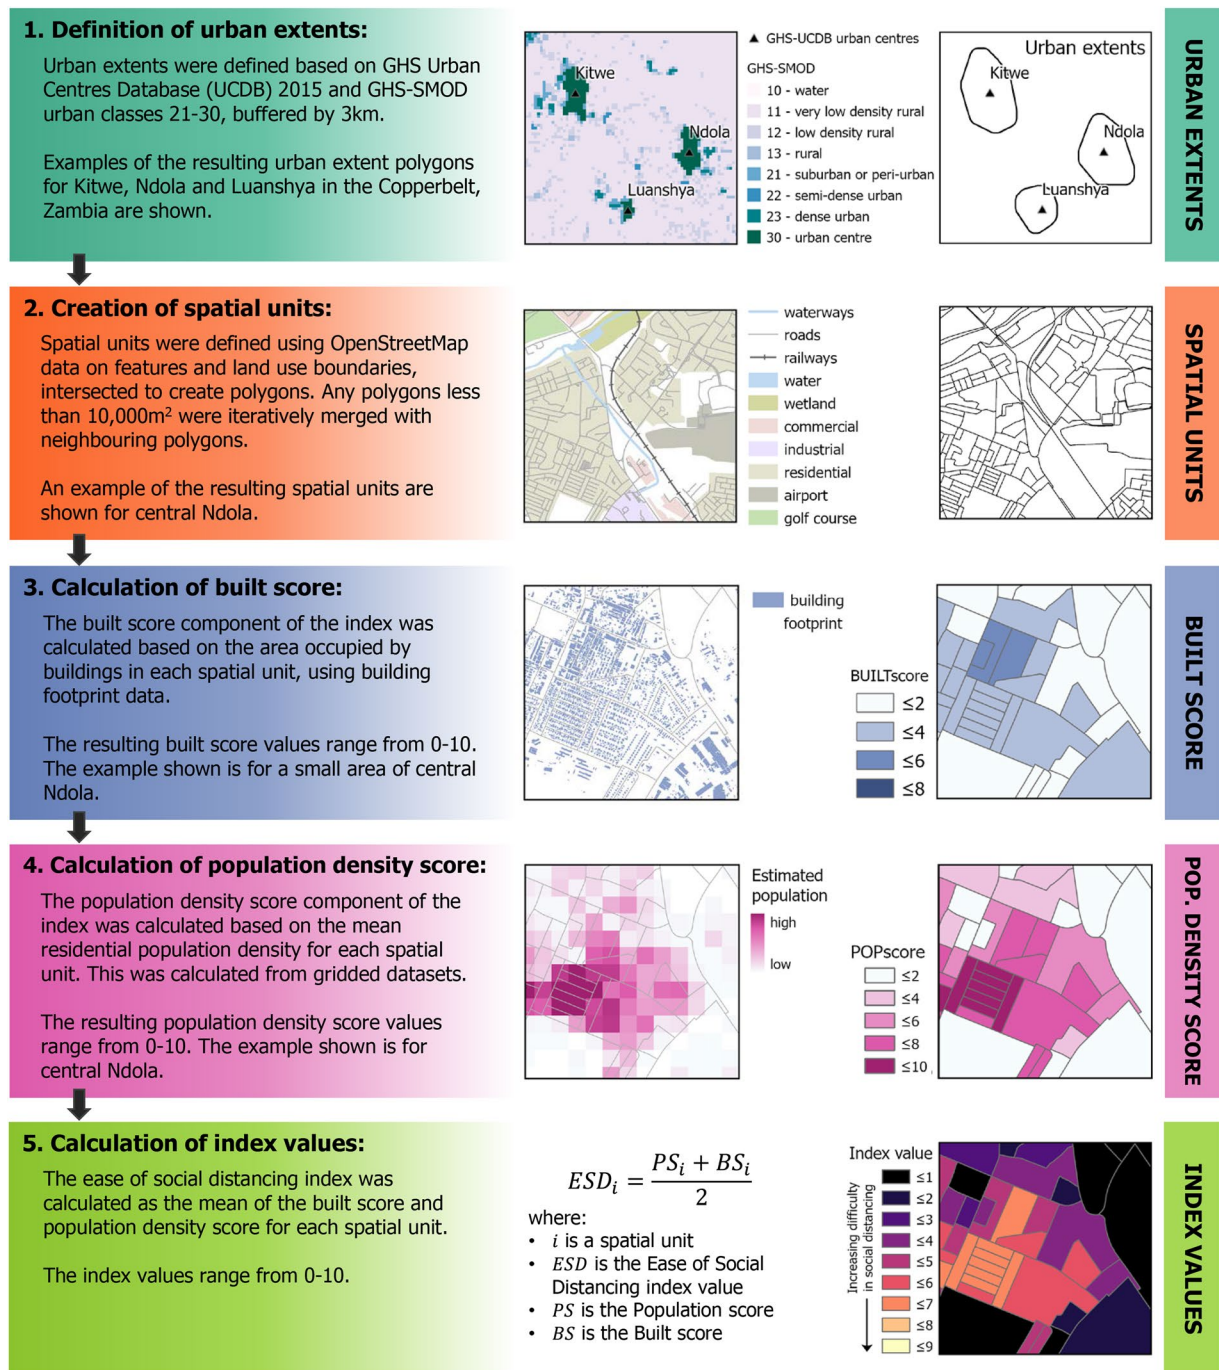 1. Definition of urban extents:
Urban extents were defined based on GHS Urban
Centres Database (UCDB) 2015 and GHS-SMOD
urban classes 21-30, buffered by 3km.
Examples of the resulting urban extent polygons
for Kitwe, Ndola and Luanshya in the Copperbelt,
Zambia are shown.
Kitwe
Ndola
Luanshya
GHS-UCDB urban centres
GHS-SMOD
10 - water
11 - very low density rural
12 - low density rural
13 - rural
21 - suburban or peri-urban
22 - semi-dense urban
23 - dense urban
30 - urban centre
Urban extents
Kitwe
Ndola
Luanshya
URBAN EXTENTS
2. Creation of spatial units:
Spatial units were defined using OpenStreetMap
data on features and land use boundaries,
intersected to create polygons. Any polygons less
than 10,000m² were iteratively merged with
neighbouring polygons.
An example of the resulting spatial units are
shown for central Ndola.
waterways
roads
railways
water
wetland
commercial
industrial
residential
airport
golf course
SPATIAL UNITS
3. Calculation of built score:
The built score component of the index was
calculated based on the area occupied by
buildings in each spatial unit, using building
footprint data.
The resulting built score values range from 0-10.
The example shown is for a small area of central
Ndola.
building
footprint
BUILTscore
≤2
≤4
≤6
≤8
BUILT SCORE
4. Calculation of population density score:
The population density score component of the
index was calculated based on the mean
residential population density for each spatial
unit. This was calculated from gridded datasets.
The resulting population density score values
range from 0-10. The example shown is for
central Ndola.
Estimated
population
high
low
POPscore
≤2
≤4
≤6
≤8
≤10
POP. DENSITY SCORE
5. Calculation of index values:
The ease of social distancing index was
calculated as the mean of the built score and
population density score for each spatial unit.
The index values range from 0-10.
ESDᵢ = (PSᵢ + BSᵢ) / 2
where:
• i is a spatial unit
• ESD is the Ease of Social
Distancing index value
• PS is the Population score
• BS is the Built score
Index value
Increasing difficulty
in social distancing
≤1
≤2
≤3
≤4
≤5
≤6
≤7
≤8
≤9
INDEX VALUES